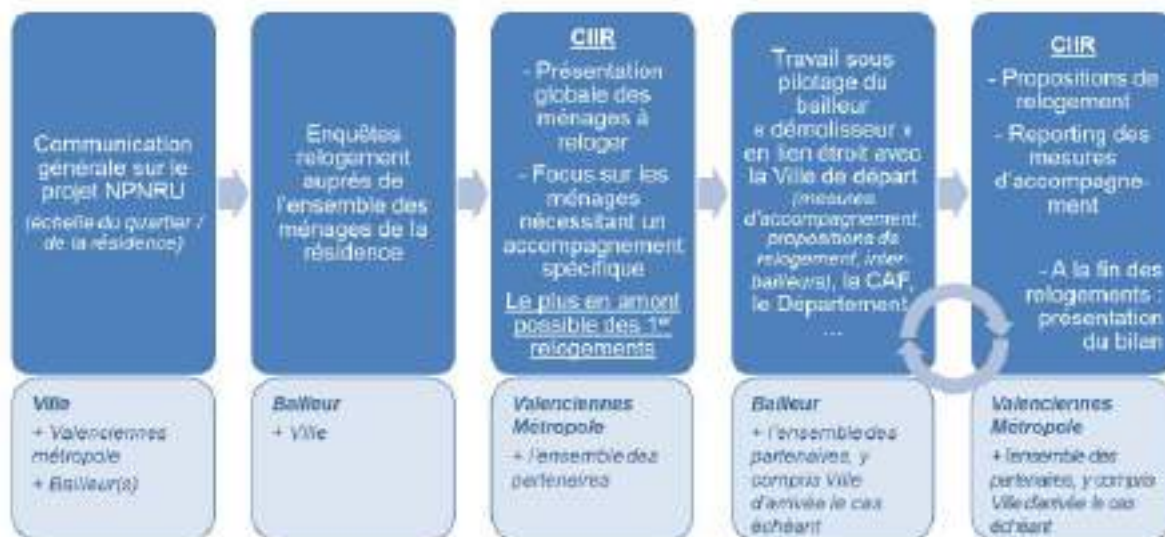 Communication
générale sur le
projet NPNRU
(échelle du quartier /
de la résidence)
Enquêtes
relogement
auprès de
l'ensemble des
ménages de la
résidence
CIIR
- Présentation
globale des
ménages à
reloger
- Focus sur les
ménages
nécessitant un
accompagnement
spécifique
Le plus en amont
possible des 1er
relogements
Travail sous
pilotage du
bailleur
« démolisseur »
en lien étroit avec
la Ville de départ
(mesures
d'accompagnement,
propositions de
relogement, inter-
bailleurs), la CAF,
le Département
...
CIIR
- Propositions de
relogement
- Reporting des
mesures
d'accompagne-
ment
- A la fin des
relogements :
présentation
du bilan
Ville
+ Valenciennes
métropole
+ Bailleur(s)
Bailleur
+ Ville
Valenciennes
Métropole
+ l'ensemble des
partenaires
Bailleur
+ l'ensemble des
partenaires, y
compris Ville
d'arrivée le cas
échéant
Valenciennes
Métropole
+ l'ensemble des
partenaires, y compris
Ville d'arrivée le cas
échéant